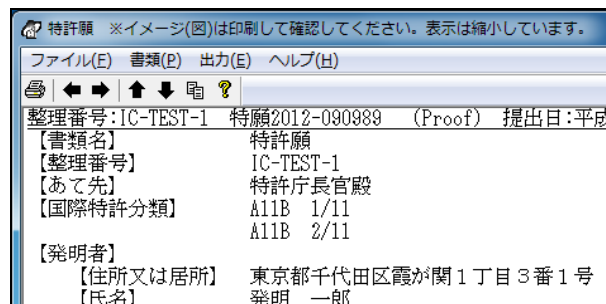 特許願 ※イメージ(図)は印刷して確認してください。表示は縮小しています。
ファイル(F) 書類(P) 出力(E) ヘルプ(H)
整理番号:IC-TEST-1 特願2012-090989 (Proof) 提出日:平成
【書類名】 特許願
【整理番号】 IC-TEST-1
【あて先】 特許庁長官殿
【国際特許分類】 A11B 1/11
A11B 2/11
【発明者】
【住所又は居所】 東京都千代田区霞が関1丁目3番1号
【氏名】 発明 一郎